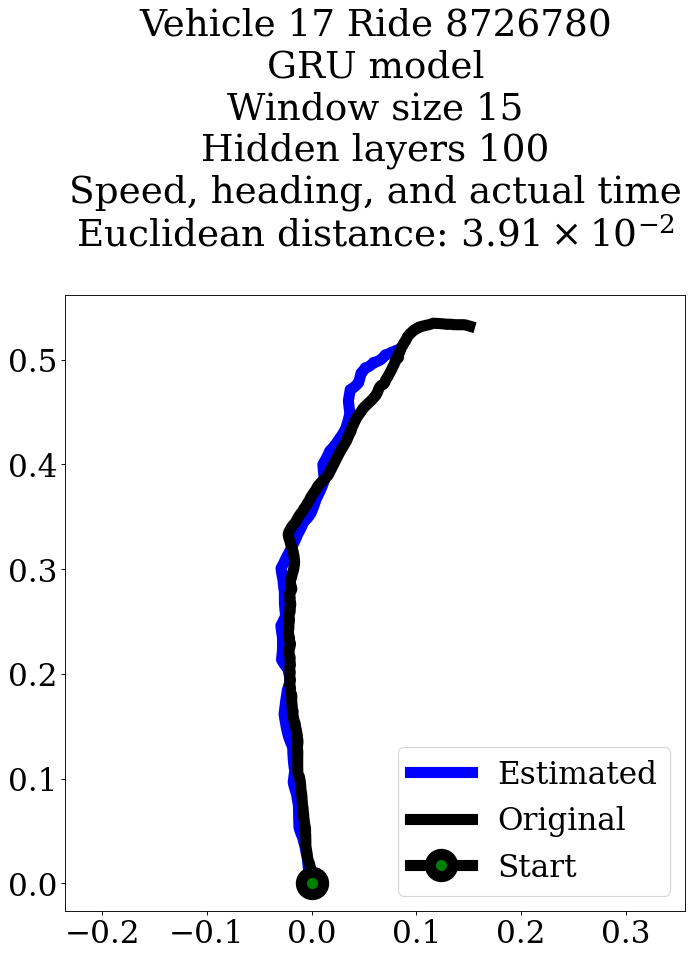 Vehicle 17 Ride 8726780
GRU model
Window size 15
Hidden layers 100
Speed, heading, and actual time
Euclidean distance: 3.91 × 10⁻²
0.5
0.4
0.3
0.2
0.1
0.0
Estimated
Original
Start
−0.2 −0.1 0.0 0.1 0.2 0.3